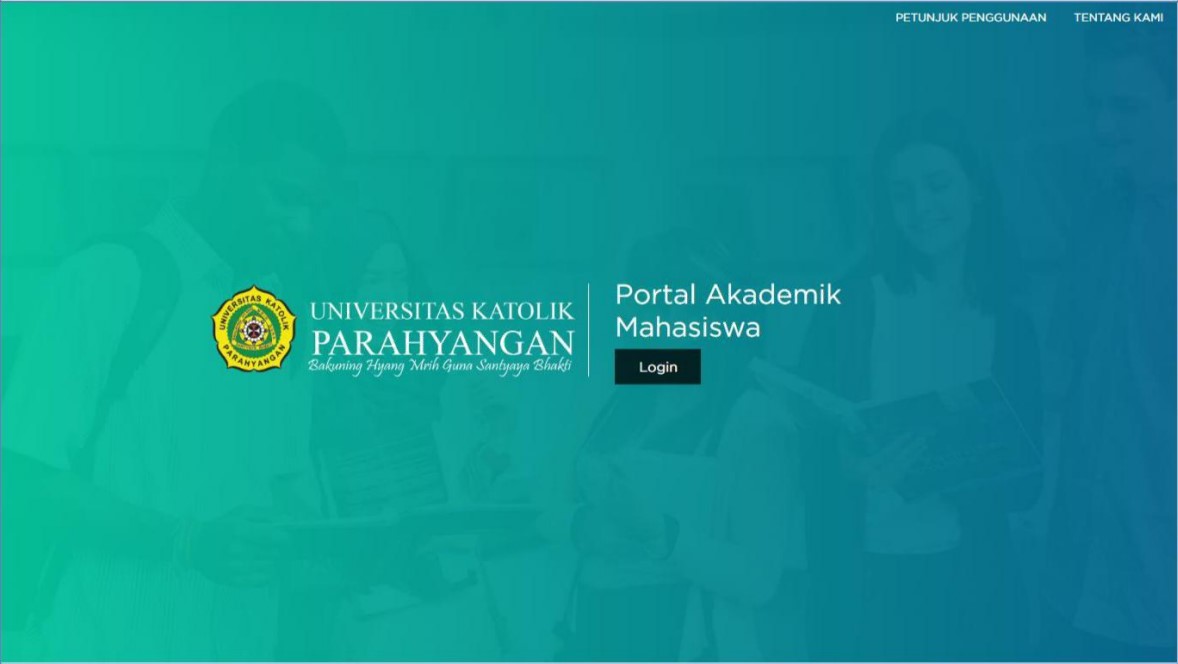 PETUNJUK PENGGUNAAN TENTANG KAMI
UNIVERSITAS KATOLIK PARAHYANGAN
UNIVERSITAS KATOLIK
PARAHYANGAN
Bakuning Hyang Mrih Guna Santyaya Bhakti
Portal Akademik
Mahasiswa
Login